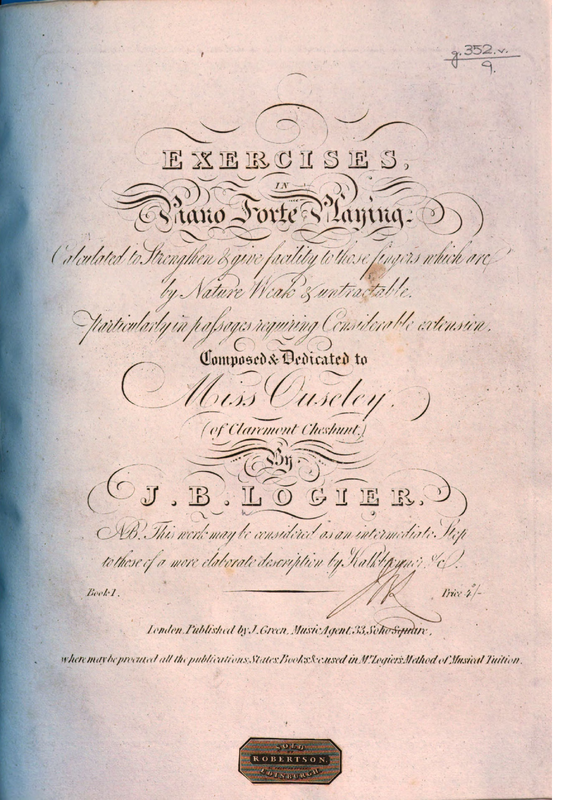 g.352.v.
9.
EXERCISES,
IN
Piano Forte Playing.
Calculated to Strengthen & give facility to those fingers which are
by Nature Weak & untractable.
particularly in passages requiring Considerable extension.
Composed & Dedicated to
Miss Ouseley.
(of Claremont Cheshunt.)
By
J. B. LOGIER.
NB. This work may be considered as an intermediate Step
to those of a more elaborate description by Kalkbrenner &c.
Book 1. Price 4/-
London, Published by J. Green, Music Agent, 33, Soho Square,
where may be procured all the publications, Slates, Books &c used in Mr. Logiers Method of Musical Tuition.
SOLD
BY
ROBERTSON,
EDINBURGH.